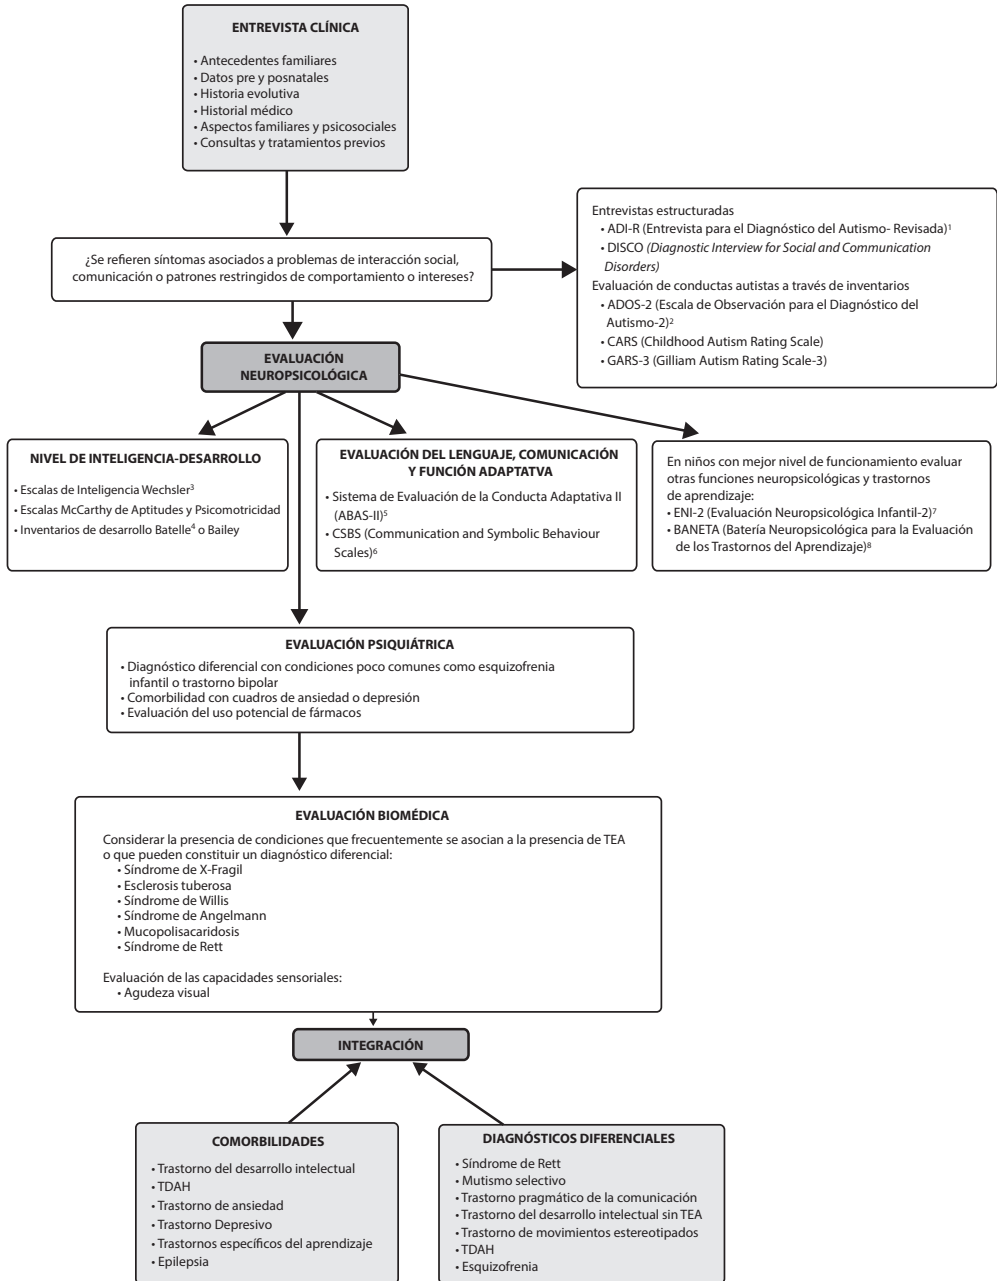 ENTREVISTA CLÍNICA
• Antecedentes familiares
• Datos pre y posnatales
• Historia evolutiva
• Historial médico
• Aspectos familiares y psicosociales
• Consultas y tratamientos previos
¿Se refieren síntomas asociados a problemas de interacción social,
comunicación o patrones restringidos de comportamiento o intereses?
Entrevistas estructuradas
• ADI-R (Entrevista para el Diagnóstico del Autismo- Revisada)¹
• DISCO (Diagnostic Interview for Social and Communication
Disorders)
Evaluación de conductas autistas a través de inventarios
• ADOS-2 (Escala de Observación para el Diagnóstico del
Autismo-2)²
• CARS (Childhood Autism Rating Scale)
• GARS-3 (Gilliam Autism Rating Scale-3)
EVALUACIÓN
NEUROPSICOLÓGICA
NIVEL DE INTELIGENCIA-DESARROLLO
• Escalas de Inteligencia Wechsler³
• Escalas McCarthy de Aptitudes y Psicomotricidad
• Inventarios de desarrollo Batelle⁴ o Bailey
EVALUACIÓN DEL LENGUAJE, COMUNICACIÓN
Y FUNCIÓN ADAPTATVA
• Sistema de Evaluación de la Conducta Adaptativa II
(ABAS-II)⁵
• CSBS (Communication and Symbolic Behaviour
Scales)⁶
En niños con mejor nivel de funcionamiento evaluar
otras funciones neuropsicológicas y trastornos
de aprendizaje:
• ENI-2 (Evaluación Neuropsicológica Infantil-2)⁷
• BANETA (Batería Neuropsicológica para la Evaluación
de los Trastornos del Aprendizaje)⁸
EVALUACIÓN PSIQUIÁTRICA
• Diagnóstico diferencial con condiciones poco comunes como esquizofrenia
infantil o trastorno bipolar
• Comorbilidad con cuadros de ansiedad o depresión
• Evaluación del uso potencial de fármacos
EVALUACIÓN BIOMÉDICA
Considerar la presencia de condiciones que frecuentemente se asocian a la presencia de TEA
o que pueden constituir un diagnóstico diferencial:
• Síndrome de X-Fragil
• Esclerosis tuberosa
• Síndrome de Willis
• Síndrome de Angelmann
• Mucopolisacaridosis
• Síndrome de Rett
Evaluación de las capacidades sensoriales:
• Agudeza visual
INTEGRACIÓN
COMORBILIDADES
• Trastorno del desarrollo intelectual
• TDAH
• Trastorno de ansiedad
• Trastorno Depresivo
• Trastornos específicos del aprendizaje
• Epilepsia
DIAGNÓSTICOS DIFERENCIALES
• Síndrome de Rett
• Mutismo selectivo
• Trastorno pragmático de la comunicación
• Trastorno del desarrollo intelectual sin TEA
• Trastorno de movimientos estereotipados
• TDAH
• Esquizofrenia